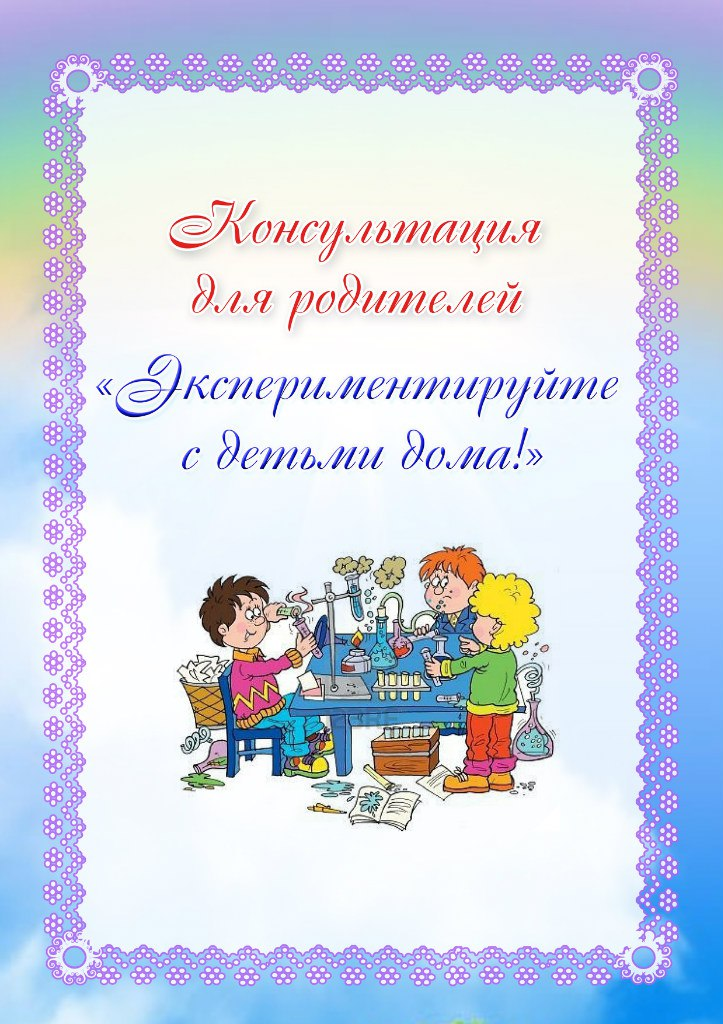 Консультация
для родителей
«Экспериментируйте
с детьми дома!»